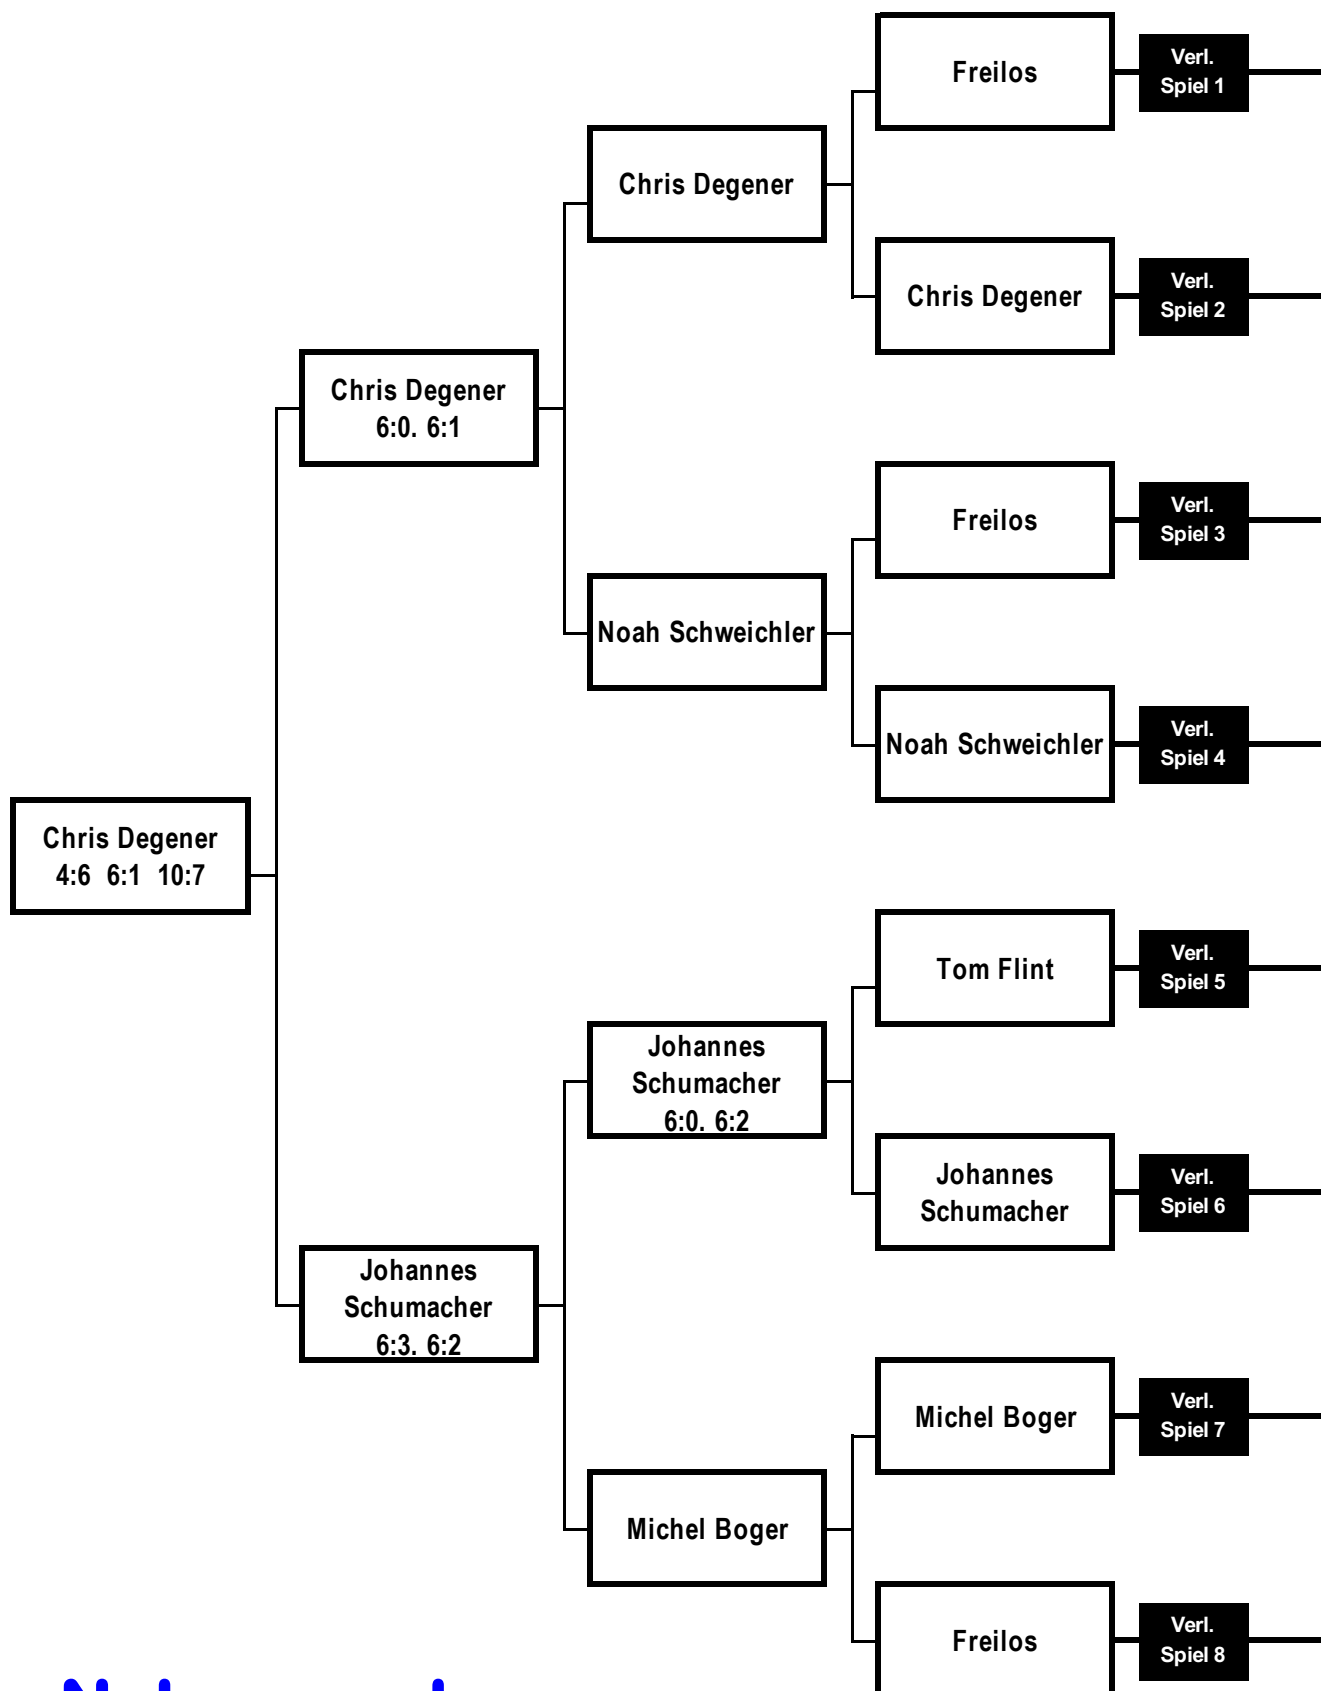 Freilos
Verl.
Spiel 1
Chris Degener
Chris Degener
Verl.
Spiel 2
Chris Degener
6:0. 6:1
Freilos
Verl.
Spiel 3
Noah Schweichler
Noah Schweichler
Verl.
Spiel 4
Chris Degener
4:6 6:1 10:7
Tom Flint
Verl.
Spiel 5
Johannes
Schumacher
6:0. 6:2
Johannes
Schumacher
Verl.
Spiel 6
Johannes
Schumacher
6:3. 6:2
Michel Boger
Verl.
Spiel 7
Michel Boger
Freilos
Verl.
Spiel 8